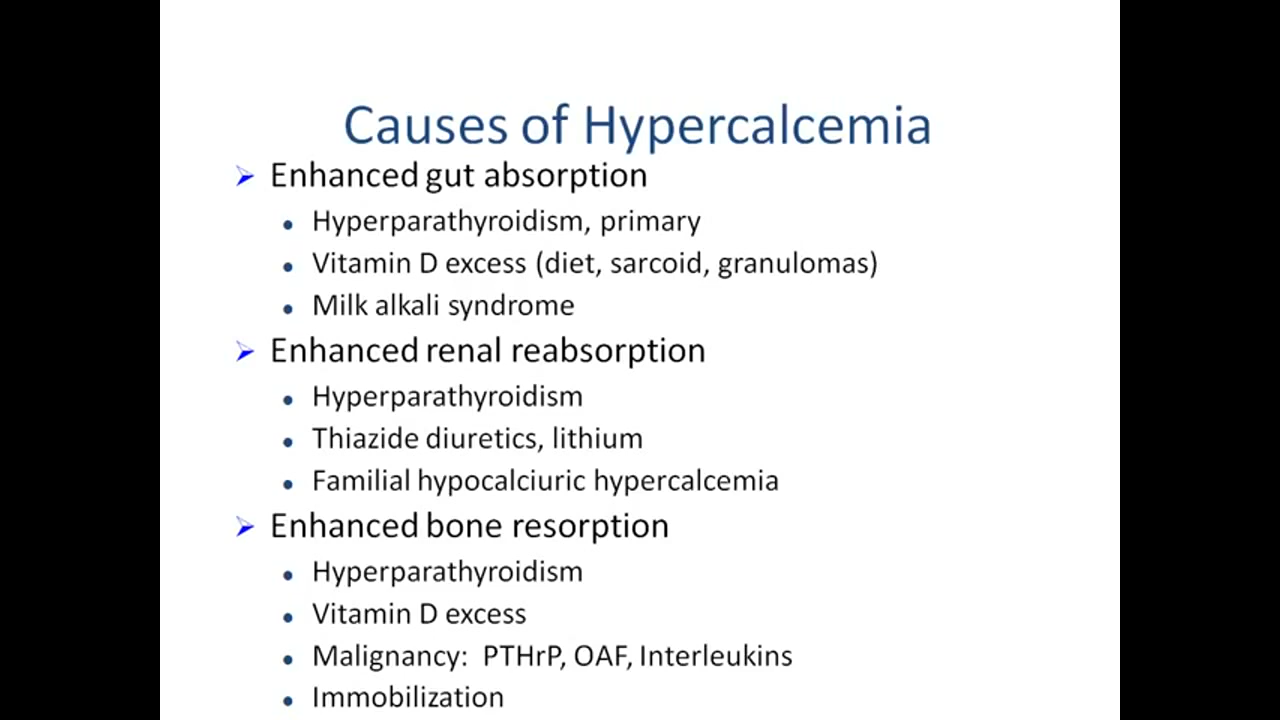 Causes of Hypercalcemia
Enhanced gut absorption
Hyperparathyroidism, primary
Vitamin D excess (diet, sarcoid, granulomas)
Milk alkali syndrome
Enhanced renal reabsorption
Hyperparathyroidism
Thiazide diuretics, lithium
Familial hypocalciuric hypercalcemia
Enhanced bone resorption
Hyperparathyroidism
Vitamin D excess
Malignancy: PTHrP, OAF, Interleukins
Immobilization